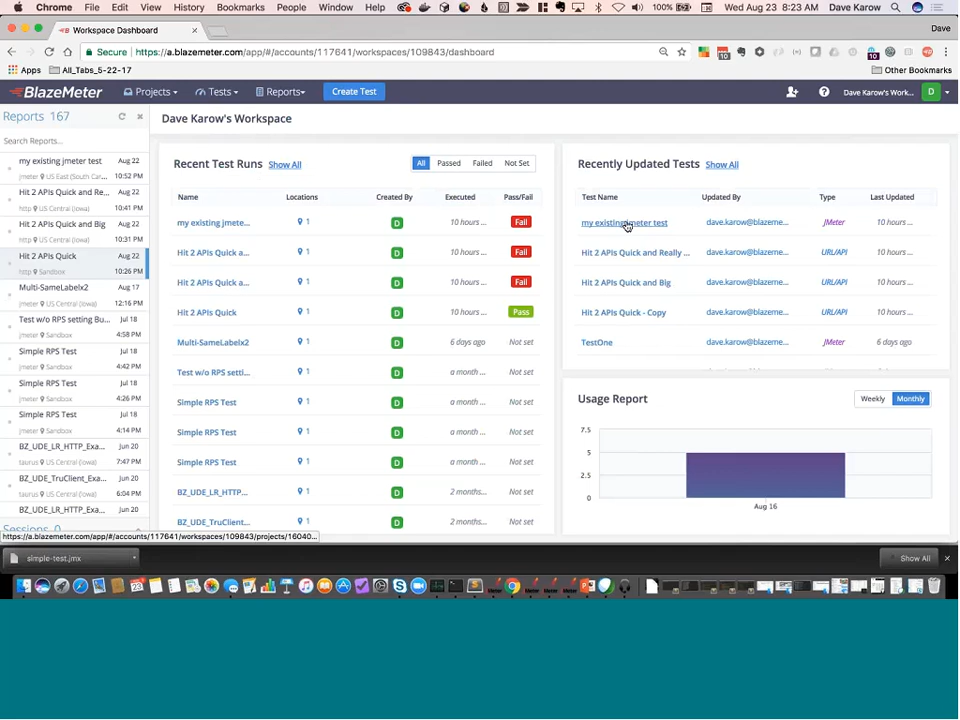 Chrome File Edit View History Bookmarks People Window Help 100% Wed Aug 23 8:23 AM Dave Karow
Workspace Dashboard Dave
Secure https://a.blazemeter.com/app/#/accounts/117641/workspaces/109843/dashboard
Apps All_Tabs_5-22-17 Other Bookmarks
BlazeMeter Projects Tests Reports Create Test Dave Karow's Work... D
Reports 167
Search Reports...
my existing jmeter test Aug 22
jmeter US East (South Car... 10:52 PM
Hit 2 APIs Quick and Re... Aug 22
http US Central (Iowa) 10:41 PM
Hit 2 APIs Quick and Big Aug 22
http US Central (Iowa) 10:31 PM
Hit 2 APIs Quick Aug 22
http Sandbox 10:26 PM
Multi-SameLabelx2 Aug 17
jmeter US Central (Iowa) 12:16 PM
Test w/o RPS setting Bu... Jul 18
jmeter Sandbox 4:58 PM
Simple RPS Test Jul 18
jmeter Sandbox 4:42 PM
Simple RPS Test Jul 18
jmeter Sandbox 4:26 PM
Simple RPS Test Jul 18
jmeter Sandbox 4:14 PM
BZ_UDE_LR_HTTP_Exa... Jun 20
taurus US Central (Iowa) 7:47 PM
BZ_UDE_TruClient_Exa... Jun 20
taurus US Central (Iowa) 6:04 PM
BZ_UDE_LR_HTTP_Exa... Jun 20
Sessions 0
Dave Karow's Workspace
Recent Test Runs Show All All Passed Failed Not Set
Name Locations Created By Executed Pass/Fail
my existing jmete... 1 D 10 hours ... Fail
Hit 2 APIs Quick a... 1 D 10 hours ... Fail
Hit 2 APIs Quick a... 1 D 10 hours ... Fail
Hit 2 APIs Quick 1 D 10 hours ... Pass
Multi-SameLabelx2 1 D 6 days ago Not set
Test w/o RPS setti... 1 D a month ... Not set
Simple RPS Test 1 D a month ... Not set
Simple RPS Test 1 D a month ... Not set
Simple RPS Test 1 D a month ... Not set
BZ_UDE_LR_HTTP... 1 D 2 months... Not set
BZ_UDE_TruClient... 1 D 2 months... Not set
Recently Updated Tests Show All
Test Name Updated By Type Last Updated
my existing jmeter test dave.karow@blazeme... JMeter 10 hours ...
Hit 2 APIs Quick and Really ... dave.karow@blazeme... URL/API 10 hours ...
Hit 2 APIs Quick and Big dave.karow@blazeme... URL/API 10 hours ...
Hit 2 APIs Quick - Copy dave.karow@blazeme... URL/API 10 hours ...
TestOne dave.karow@blazeme... JMeter 6 days ago
Usage Report Weekly Monthly
7.5
5
2.5
0
Aug 16
https://a.blazemeter.com/app/#/accounts/117641/workspaces/109843/projects/16040...
simple-test.jmx Show All